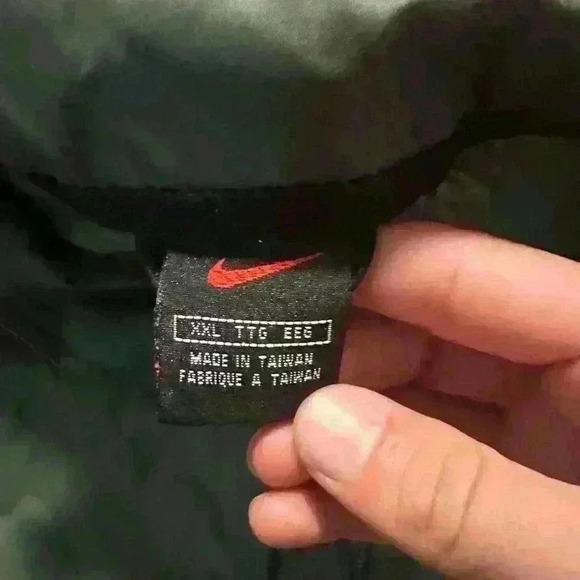 XXL TTG EEG
MADE IN TAIWAN
FABRIQUE A TAIWAN